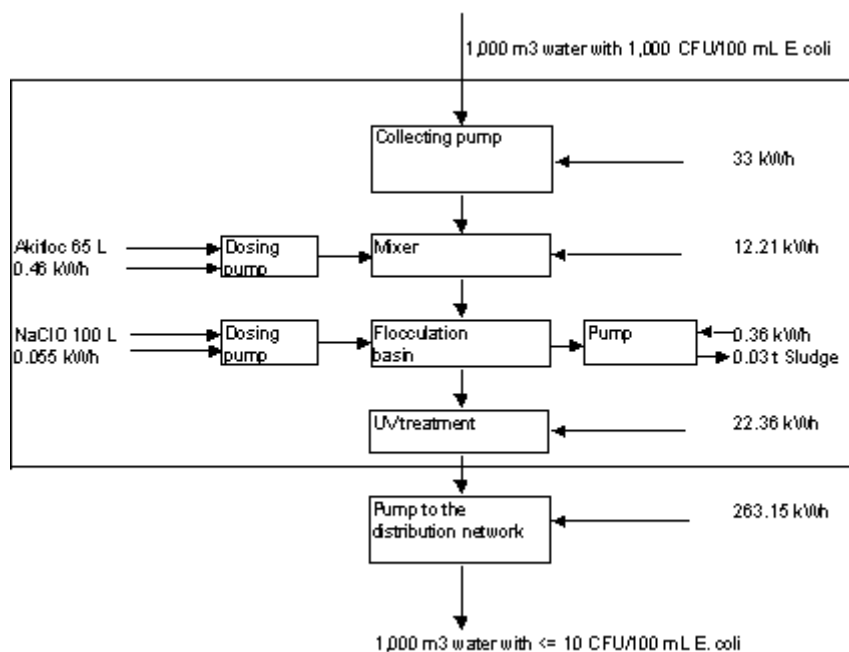 1,000 m3 water with 1,000 CFU/100 mL E. coli
Collecting pump
33 kWh
Akifloc 65 L
0.46 kWh
Dosing
pump
Mixer
12.21 kWh
NaClO 100 L
0.055 kWh
Dosing
pump
Flocculation
basin
Pump
0.36 kWh
0.03 t Sludge
UV treatment
22.36 kWh
Pump to the
distribution network
263.15 kWh
1,000 m3 water with <= 10 CFU/100 mL E. coli